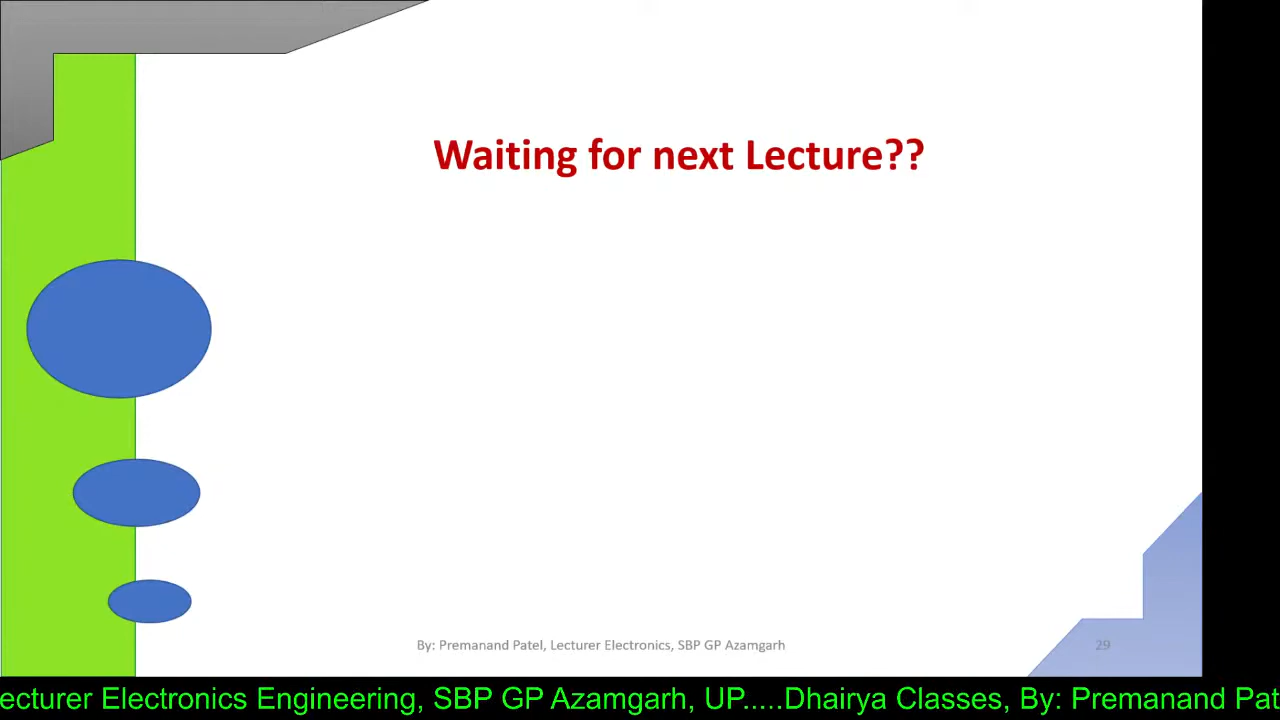 Waiting for next Lecture??
By: Premanand Patel, Lecturer Electronics, SBP GP Azamgarh
29
ecturer Electronics Engineering, SBP GP Azamgarh, UP.....Dhairya Classes, By: Premanand Pat